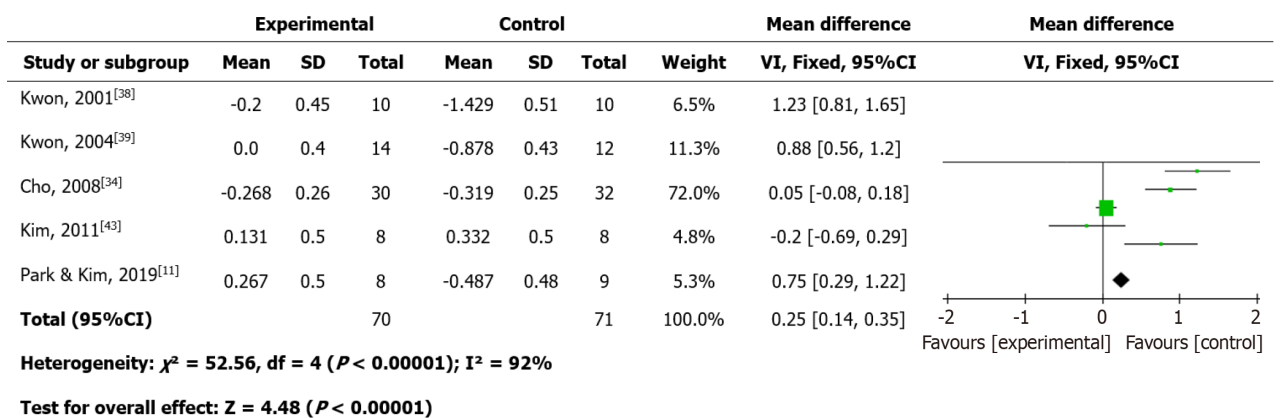 Experimental Control Mean difference Mean difference
Study or subgroup Mean SD Total Mean SD Total Weight VI, Fixed, 95%CI VI, Fixed, 95%CI
Kwon, 2001[38] -0.2 0.45 10 -1.429 0.51 10 6.5% 1.23 [0.81, 1.65]
Kwon, 2004[39] 0.0 0.4 14 -0.878 0.43 12 11.3% 0.88 [0.56, 1.2]
Cho, 2008[34] -0.268 0.26 30 -0.319 0.25 32 72.0% 0.05 [-0.08, 0.18]
Kim, 2011[43] 0.131 0.5 8 0.332 0.5 8 4.8% -0.2 [-0.69, 0.29]
Park & Kim, 2019[11] 0.267 0.5 8 -0.487 0.48 9 5.3% 0.75 [0.29, 1.22]
Total (95%CI) 70 71 100.0% 0.25 [0.14, 0.35]
-2 -1 0 1 2
Favours [experimental] Favours [control]
Heterogeneity: χ² = 52.56, df = 4 (P < 0.00001); I² = 92%
Test for overall effect: Z = 4.48 (P < 0.00001)